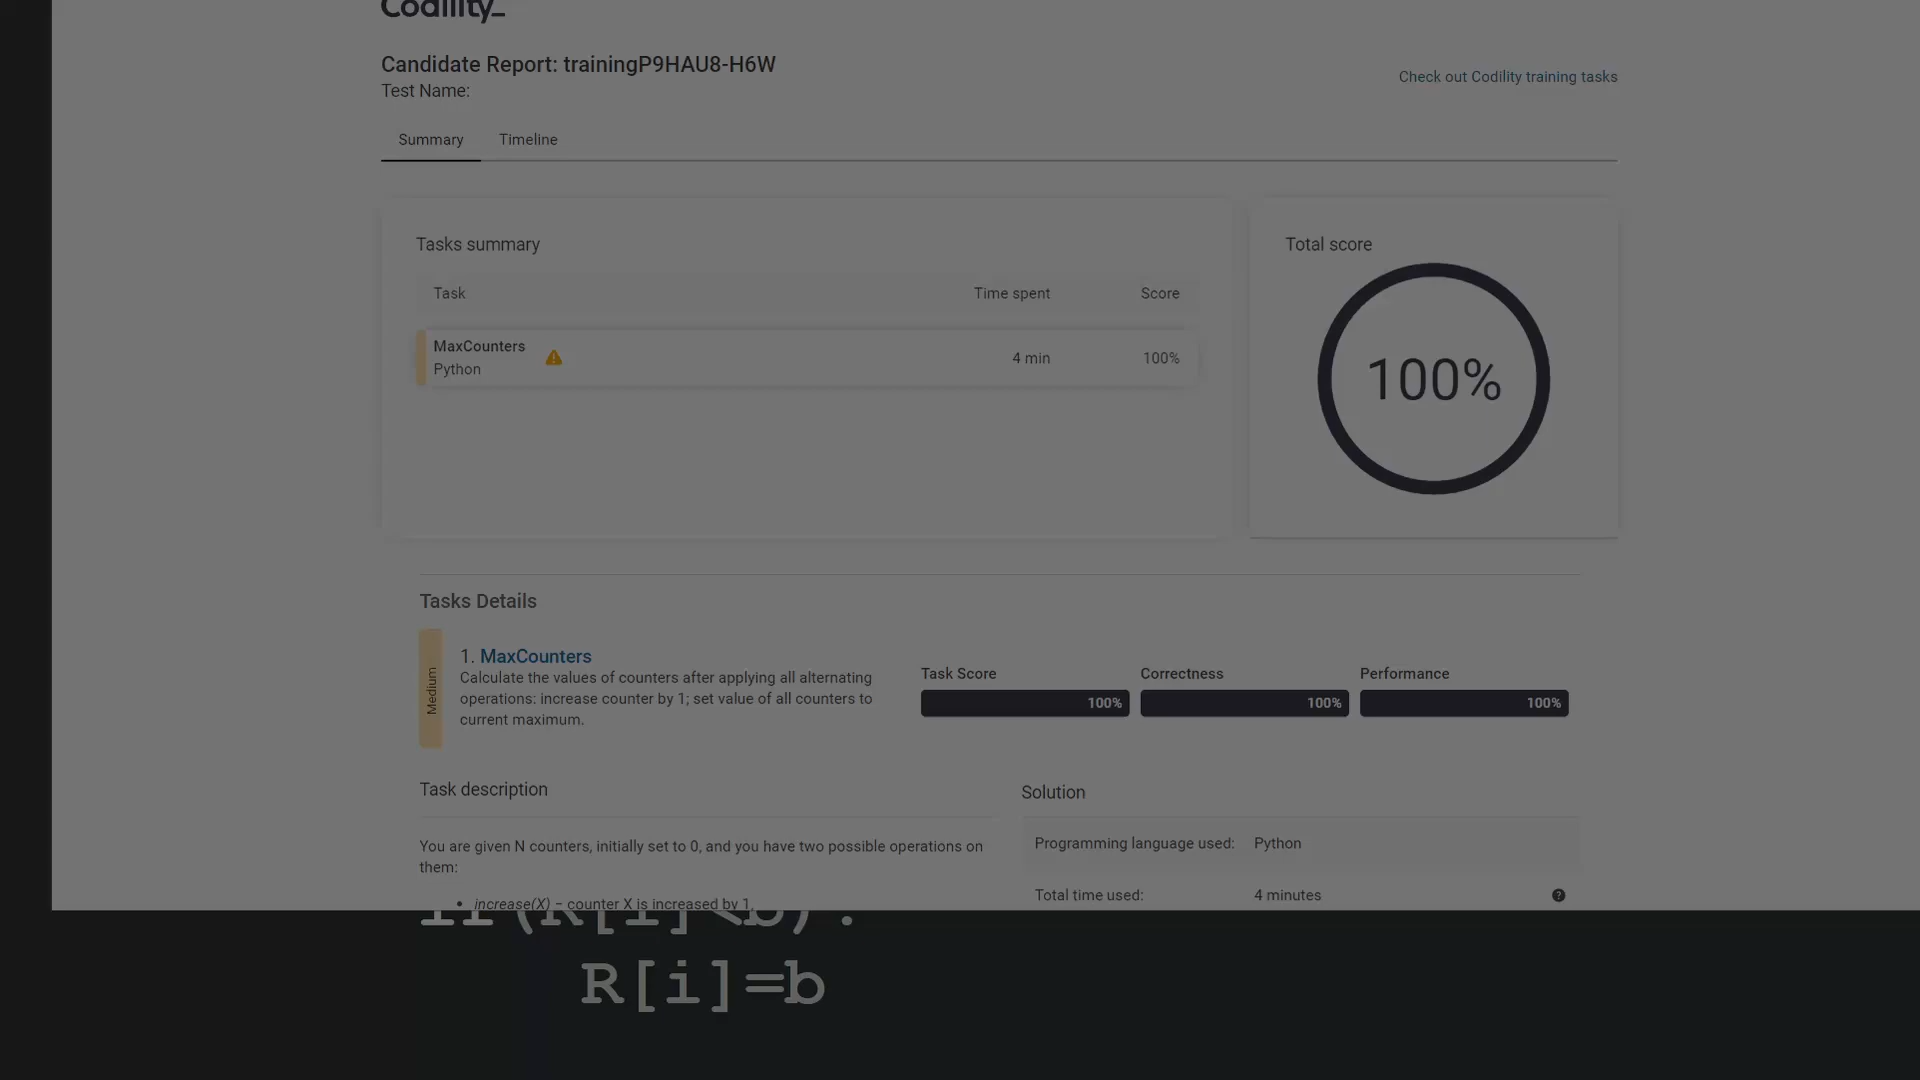 Codility_
Candidate Report: trainingP9HAU8-H6W
Check out Codility training tasks
Test Name:
Summary Timeline
Tasks summary
Task Time spent Score
MaxCounters
Python
4 min 100%
Total score
100%
Tasks Details
Medium
1. MaxCounters
Calculate the values of counters after applying all alternating
operations: increase counter by 1; set value of all counters to
current maximum.
Task Score Correctness Performance
100% 100% 100%
Task description
You are given N counters, initially set to 0, and you have two possible operations on
them:
• increase(X) − counter X is increased by 1,
Solution
Programming language used: Python
Total time used: 4 minutes
if(R[i]<b):
R[i]=b